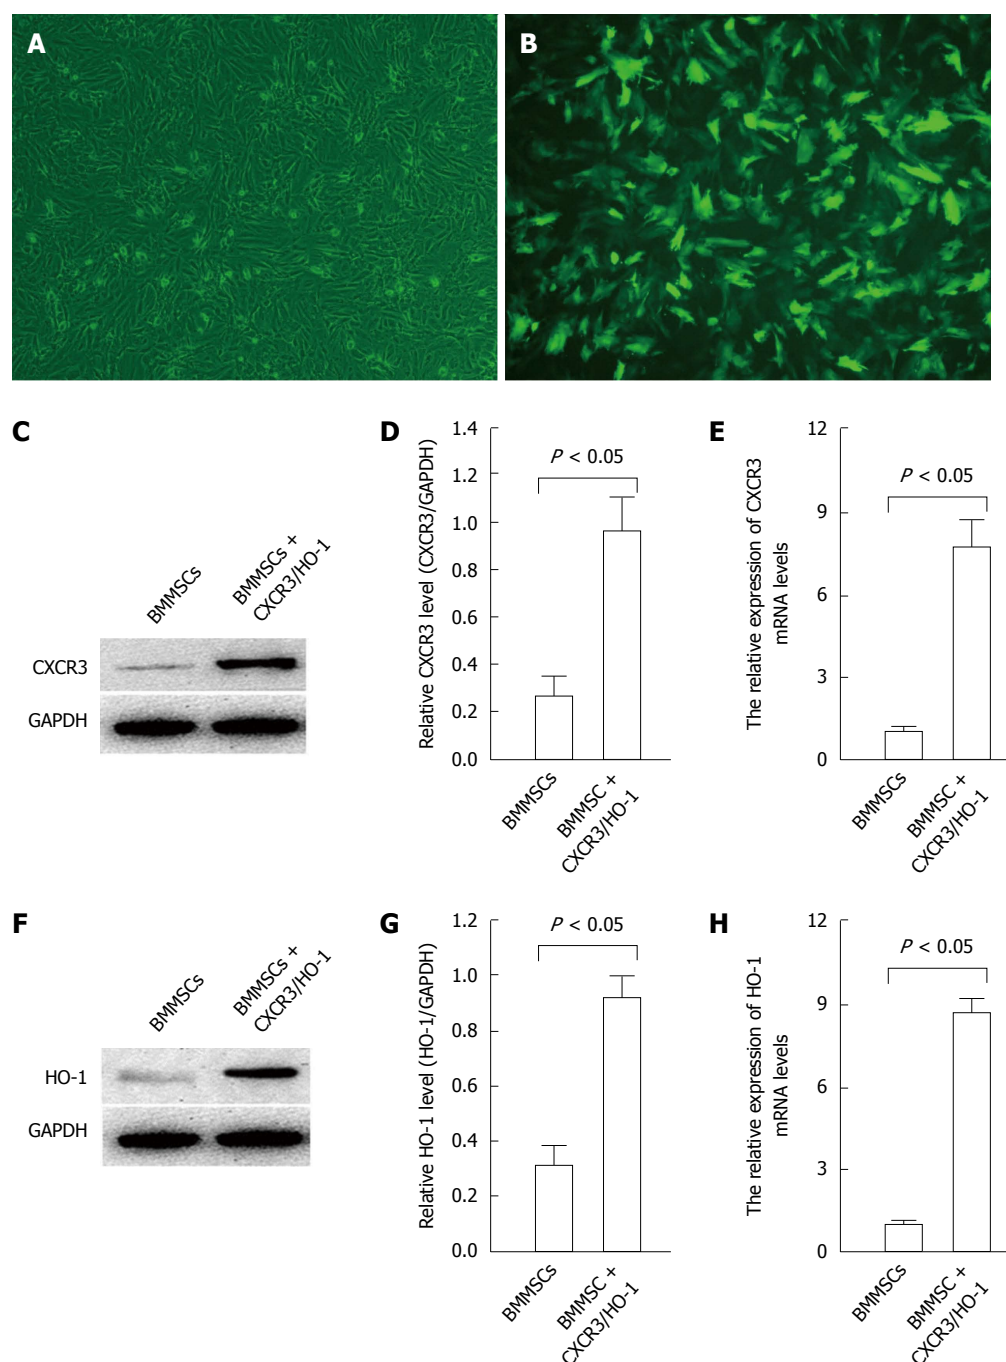 A
B
C
BMMSCs
BMMSCs +
CXCR3/HO-1
CXCR3
GAPDH
D
Relative CXCR3 level (CXCR3/GAPDH)
1.4
1.2
1.0
0.8
0.6
0.4
0.2
0.0
P < 0.05
BMMSCs
BMMSC +
CXCR3/HO-1
E
The relative expression of CXCR3
mRNA levels
12
9
6
3
0
P < 0.05
BMMSCs
BMMSC +
CXCR3/HO-1
F
BMMSCs
BMMSCs +
CXCR3/HO-1
HO-1
GAPDH
G
Relative HO-1 level (HO-1/GAPDH)
1.2
1.0
0.8
0.6
0.4
0.2
0.0
P < 0.05
BMMSCs
BMMSC +
CXCR3/HO-1
H
The relative expression of HO-1
mRNA levels
12
9
6
3
0
P < 0.05
BMMSCs
BMMSC +
CXCR3/HO-1